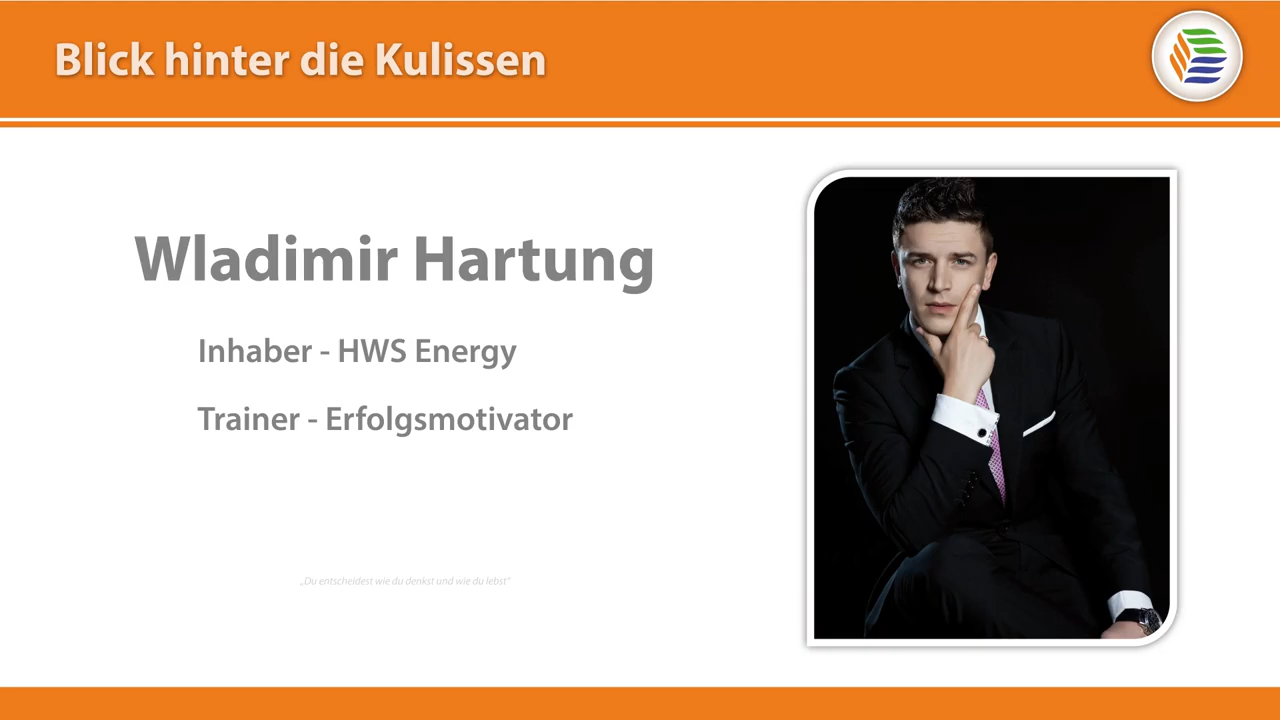 Blick hinter die Kulissen
Wladimir Hartung
Inhaber - HWS Energy
Trainer - Erfolgsmotivator
„Du entscheidest wie du denkst und wie du lebst“